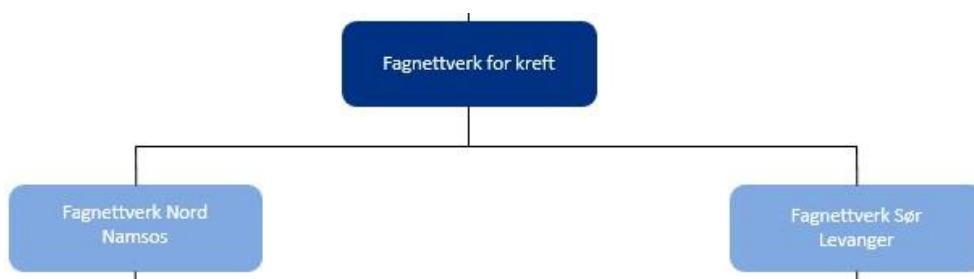 Fagnettverk for kreft
Fagnettverk Nord
Namsos
Fagnettverk Sør
Levanger